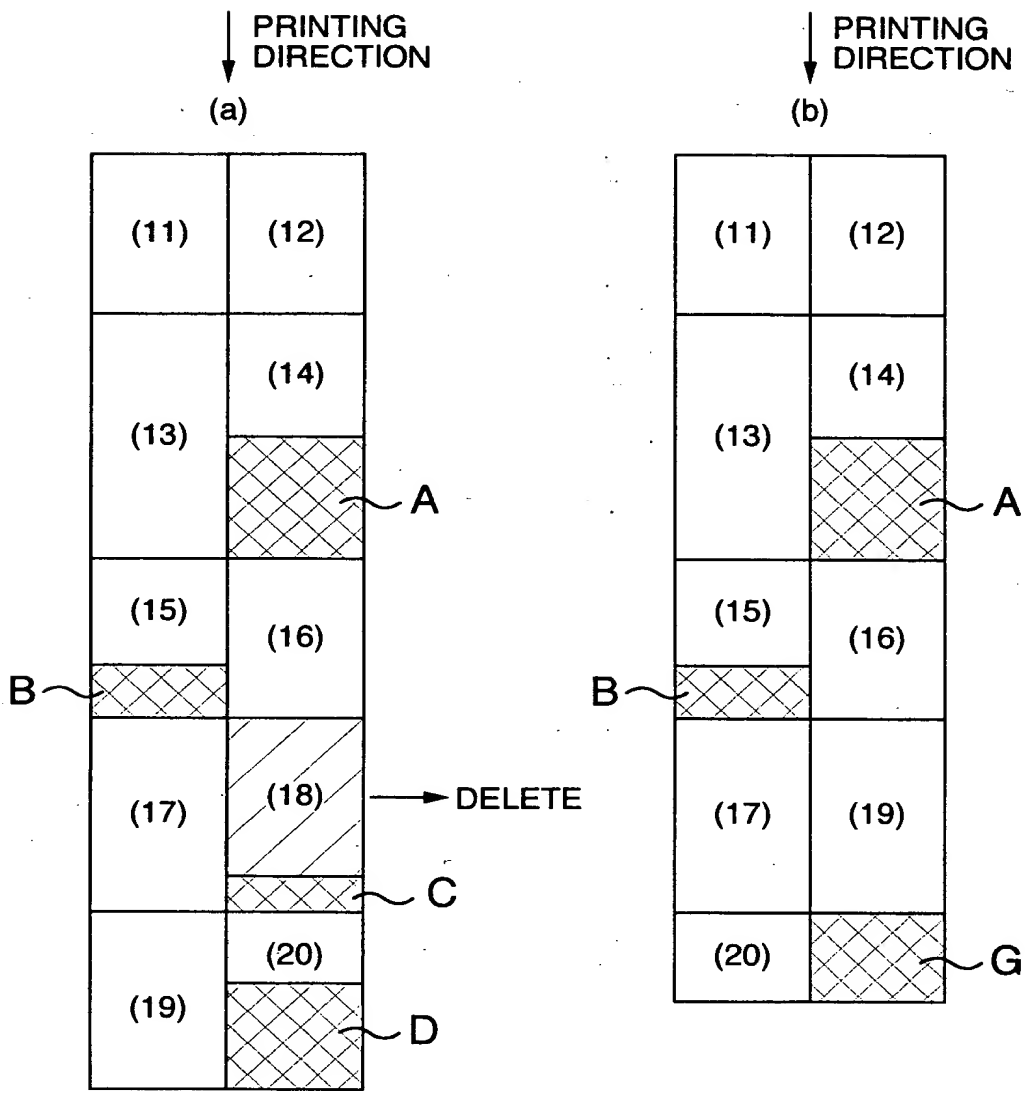 PRINTING
DIRECTION
(a)
(11) (12)
(14)
(13)
A
(15)
(16)
B
(18)
DELETE
(17)
C
(20)
(19)
D
PRINTING
DIRECTION
(b)
(11) (12)
(14)
(13)
A
(15)
(16)
B
(17) (19)
(20)
G